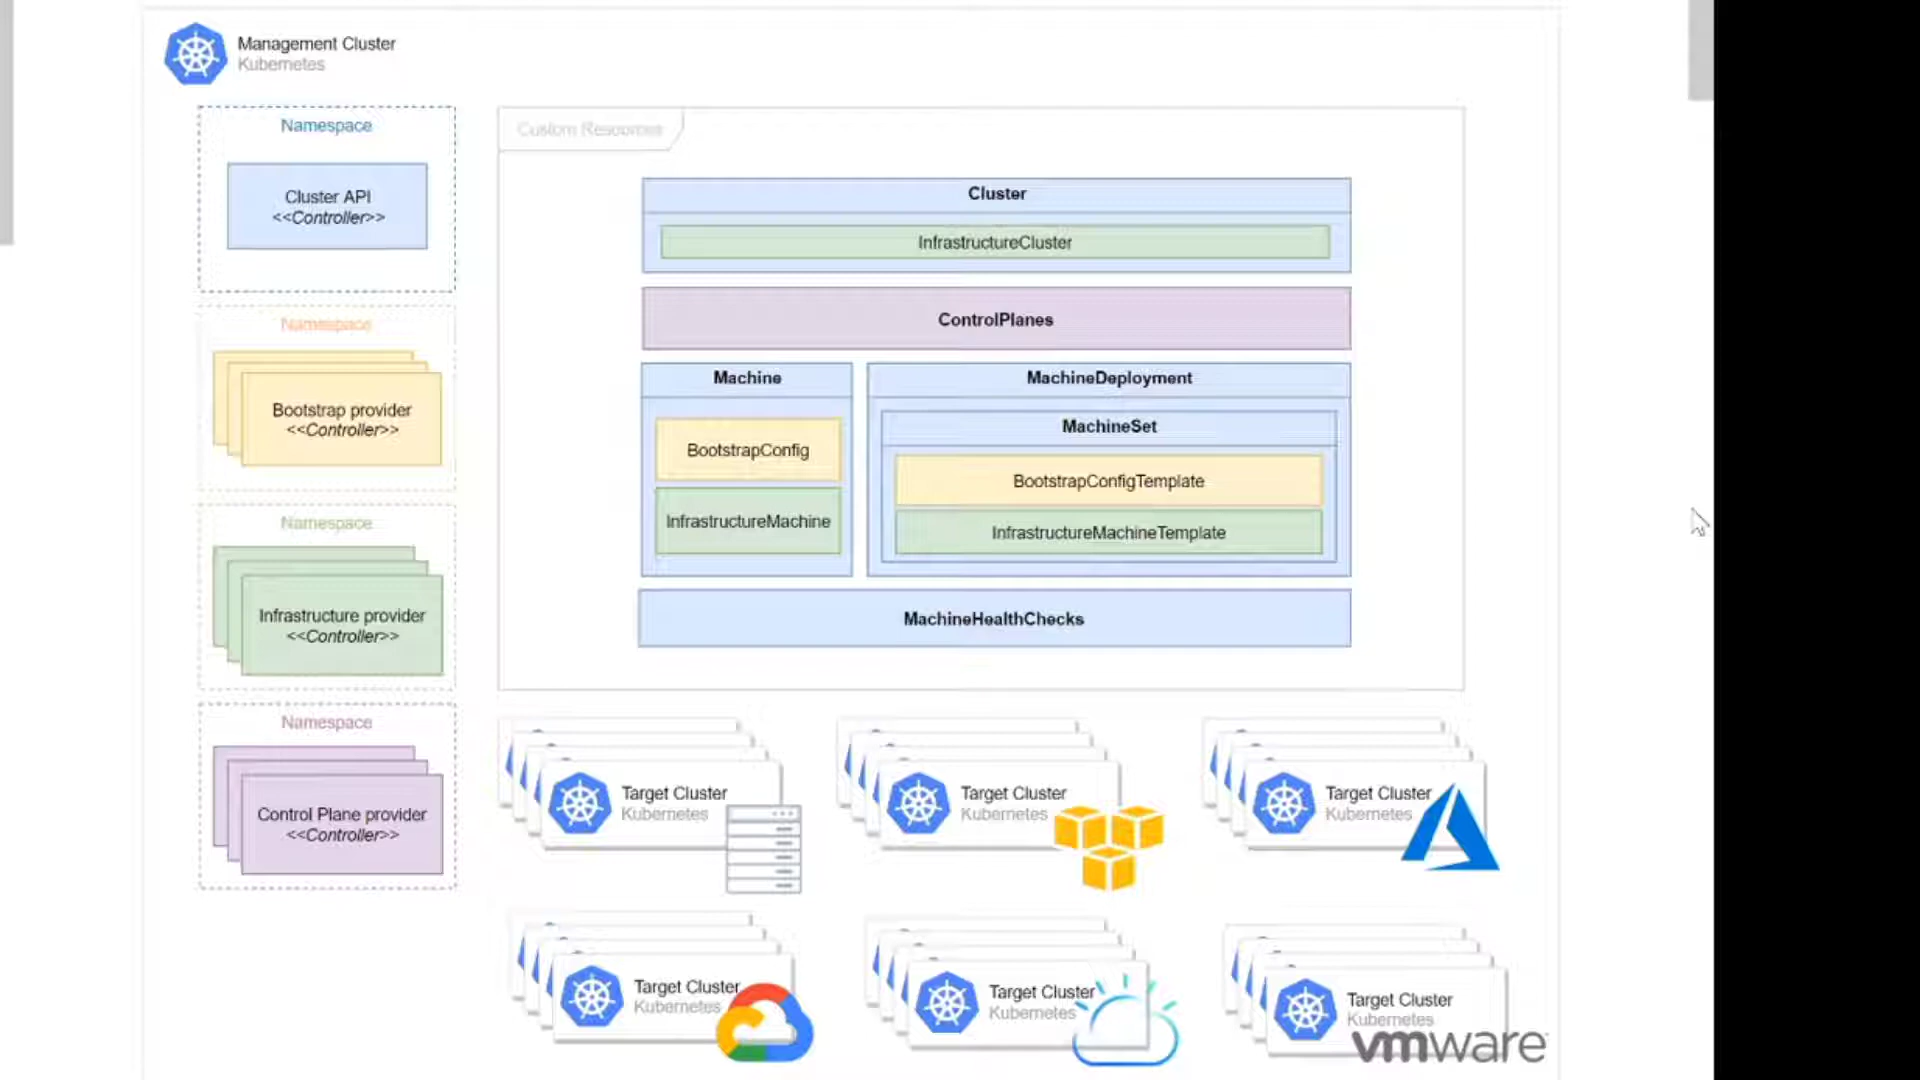 Management Cluster
Kubernetes
Namespace
Cluster API
<<Controller>>
Namespace
Bootstrap provider
<<Controller>>
Namespace
Infrastructure provider
<<Controller>>
Namespace
Control Plane provider
<<Controller>>
Custom Resources
Cluster
InfrastructureCluster
ControlPlanes
Machine
BootstrapConfig
InfrastructureMachine
MachineDeployment
MachineSet
BootstrapConfigTemplate
InfrastructureMachineTemplate
MachineHealthChecks
Target Cluster
Kubernetes
Target Cluster
Kubernetes
Target Cluster
Kubernetes
Target Cluster
Kubernetes
Target Cluster
Kubernetes
Target Cluster
Kubernetes
vmware